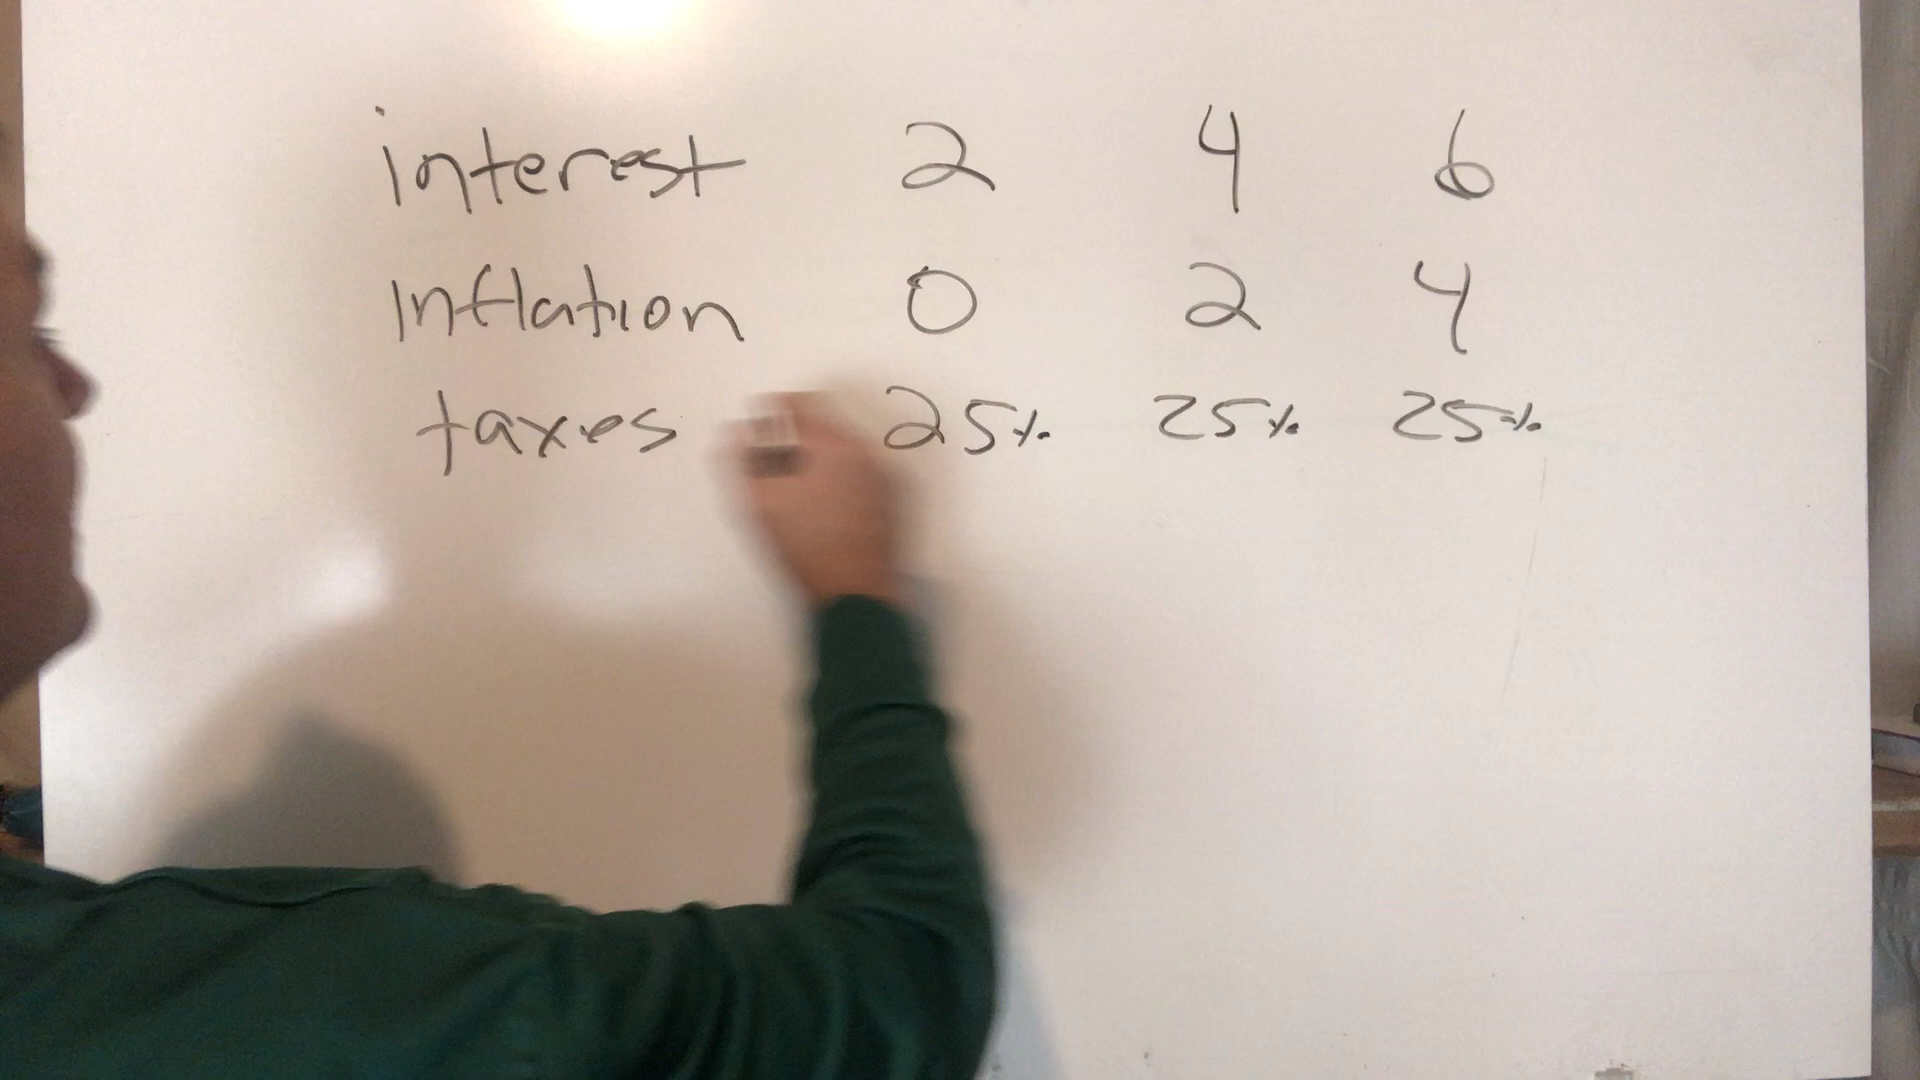 interest 2 4 6
Inflation 0 2 4
taxes 25% 25% 25%